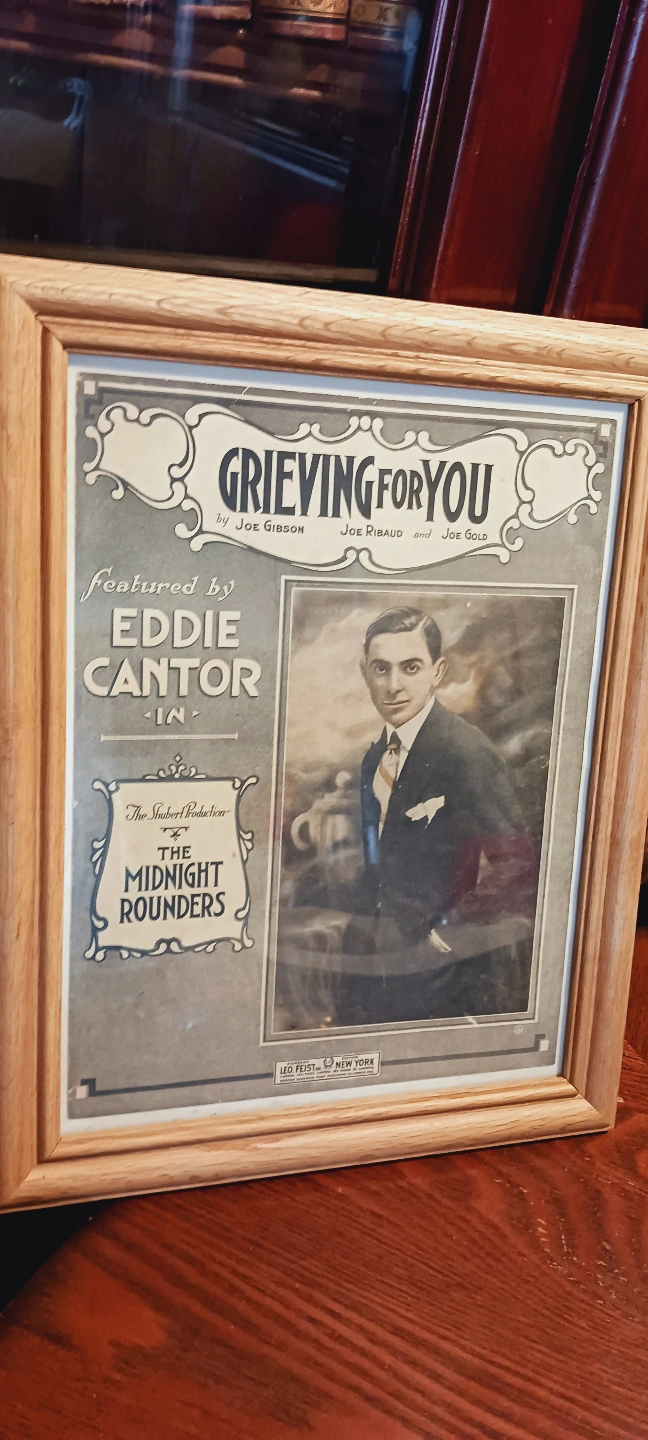 GRIEVING FOR YOU
by JOE GIBSON JOE RIBAUD and JOE GOLD
featured by
EDDIE
CANTOR
IN
The Shubert Production
THE
MIDNIGHT
ROUNDERS
LEO. FEIST INC NEW YORK